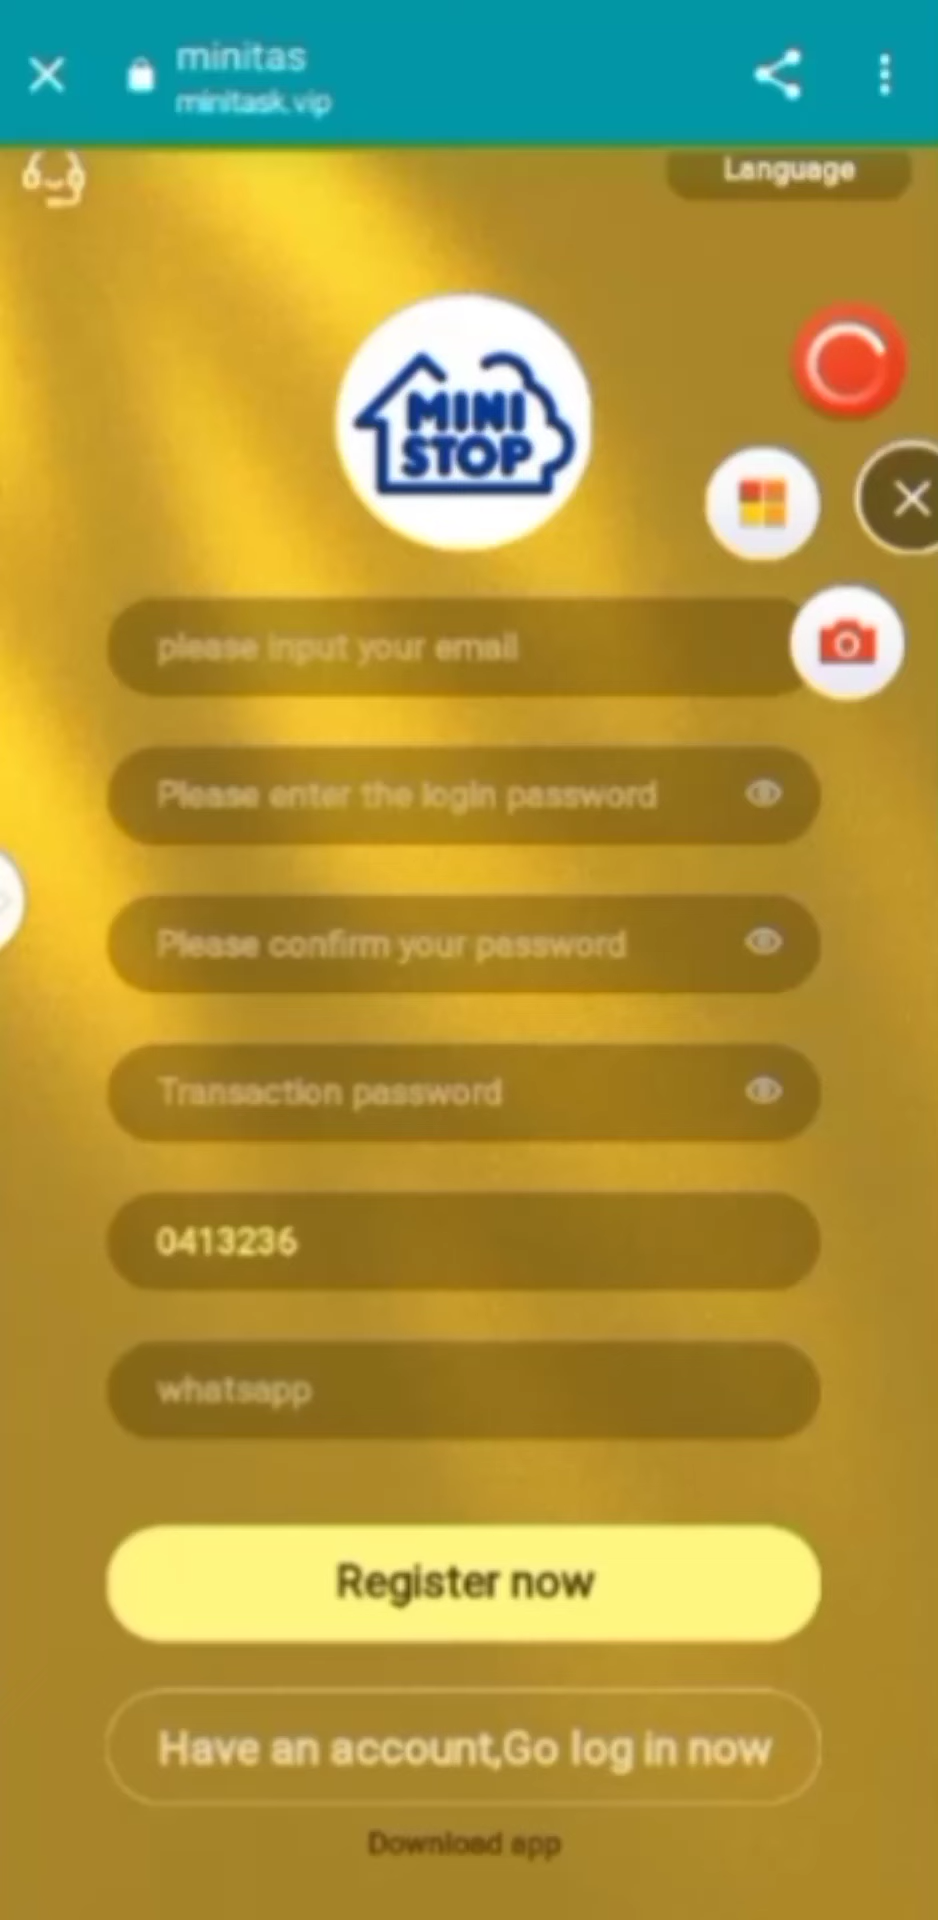 minitas
minitask.vip
Language
MINI
STOP
please input your email
Please enter the login password
Please confirm your password
Transaction password
0413236
whatsapp
Register now
Have an account,Go log in now
Download app